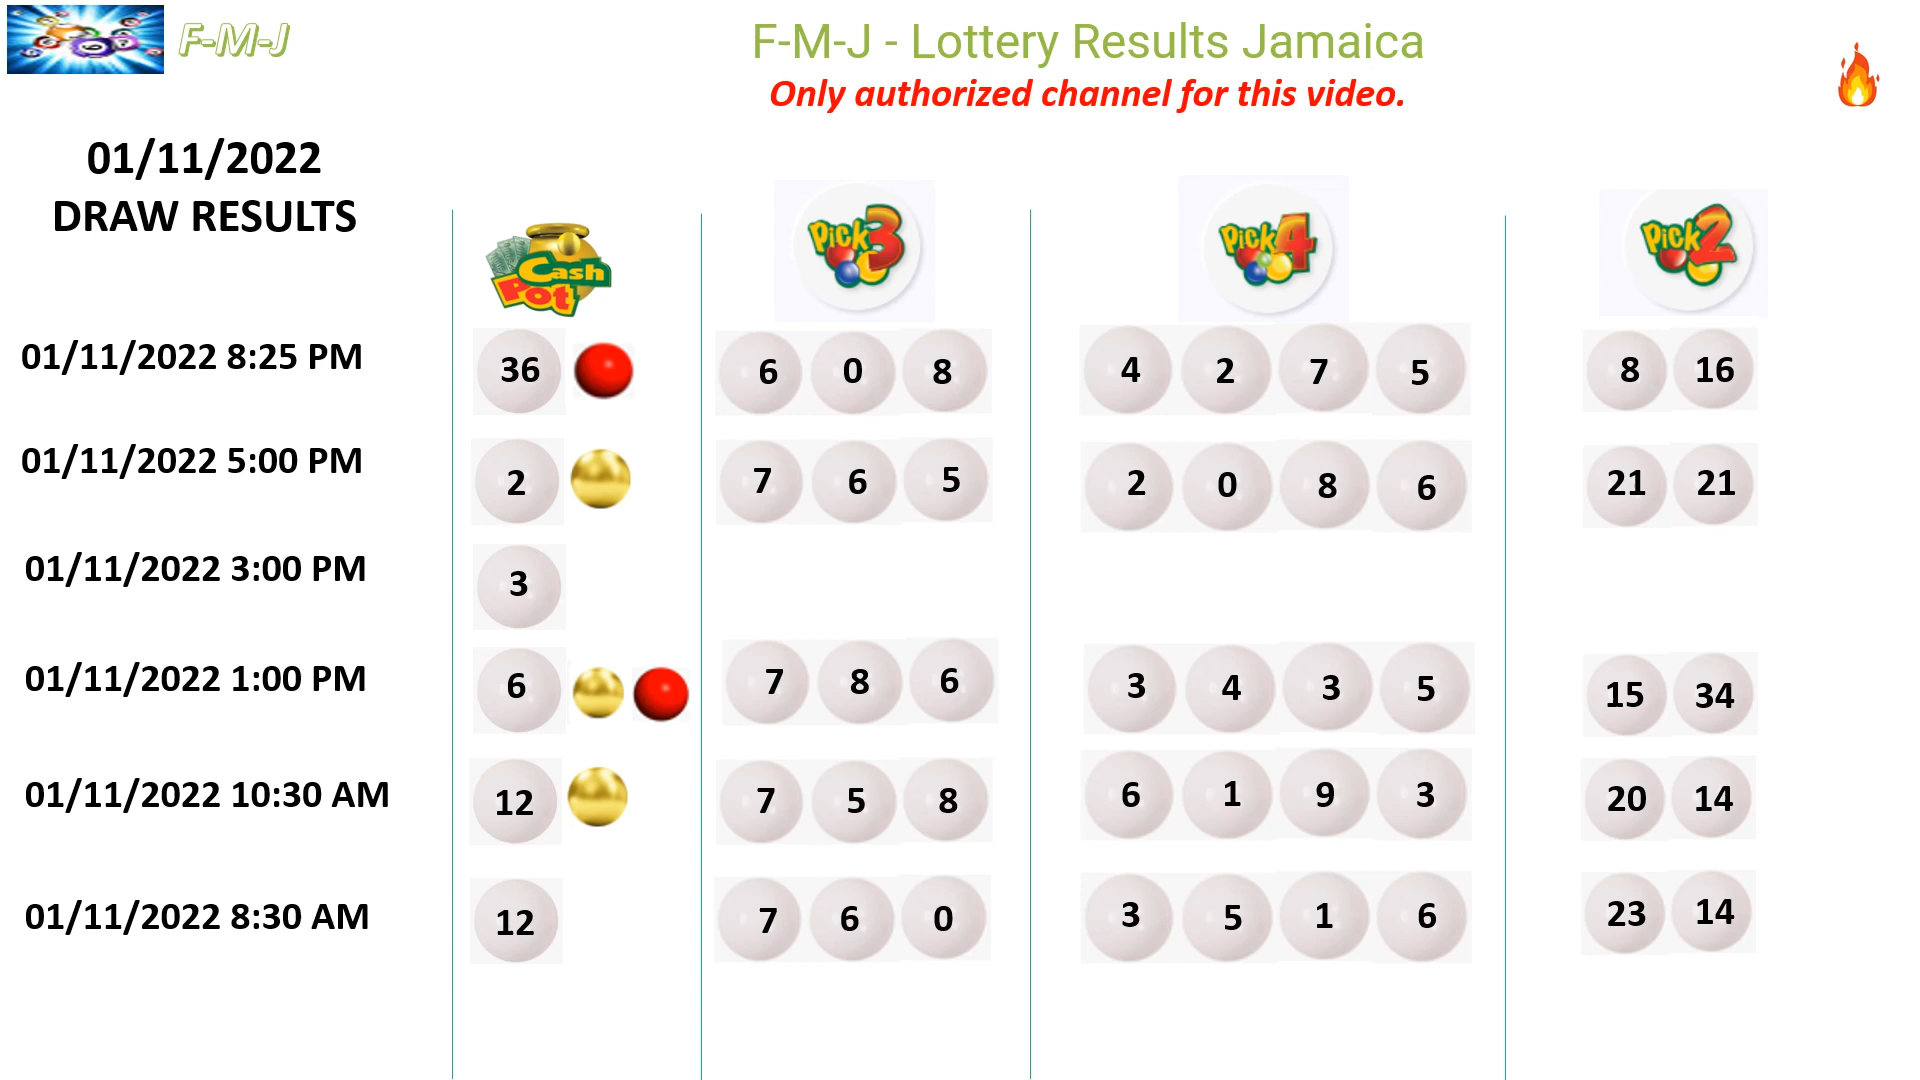 F-M-J
F-M-J - Lottery Results Jamaica
Only authorized channel for this video.
01/11/2022
DRAW RESULTS
Cash Pot
Pick 3
Pick 4
Pick 2
01/11/2022 8:25 PM 36 6 0 8 4 2 7 5 8 16
01/11/2022 5:00 PM 2 7 6 5 2 0 8 6 21 21
01/11/2022 3:00 PM 3
01/11/2022 1:00 PM 6 7 8 6 3 4 3 5 15 34
01/11/2022 10:30 AM 12 7 5 8 6 1 9 3 20 14
01/11/2022 8:30 AM 12 7 6 0 3 5 1 6 23 14